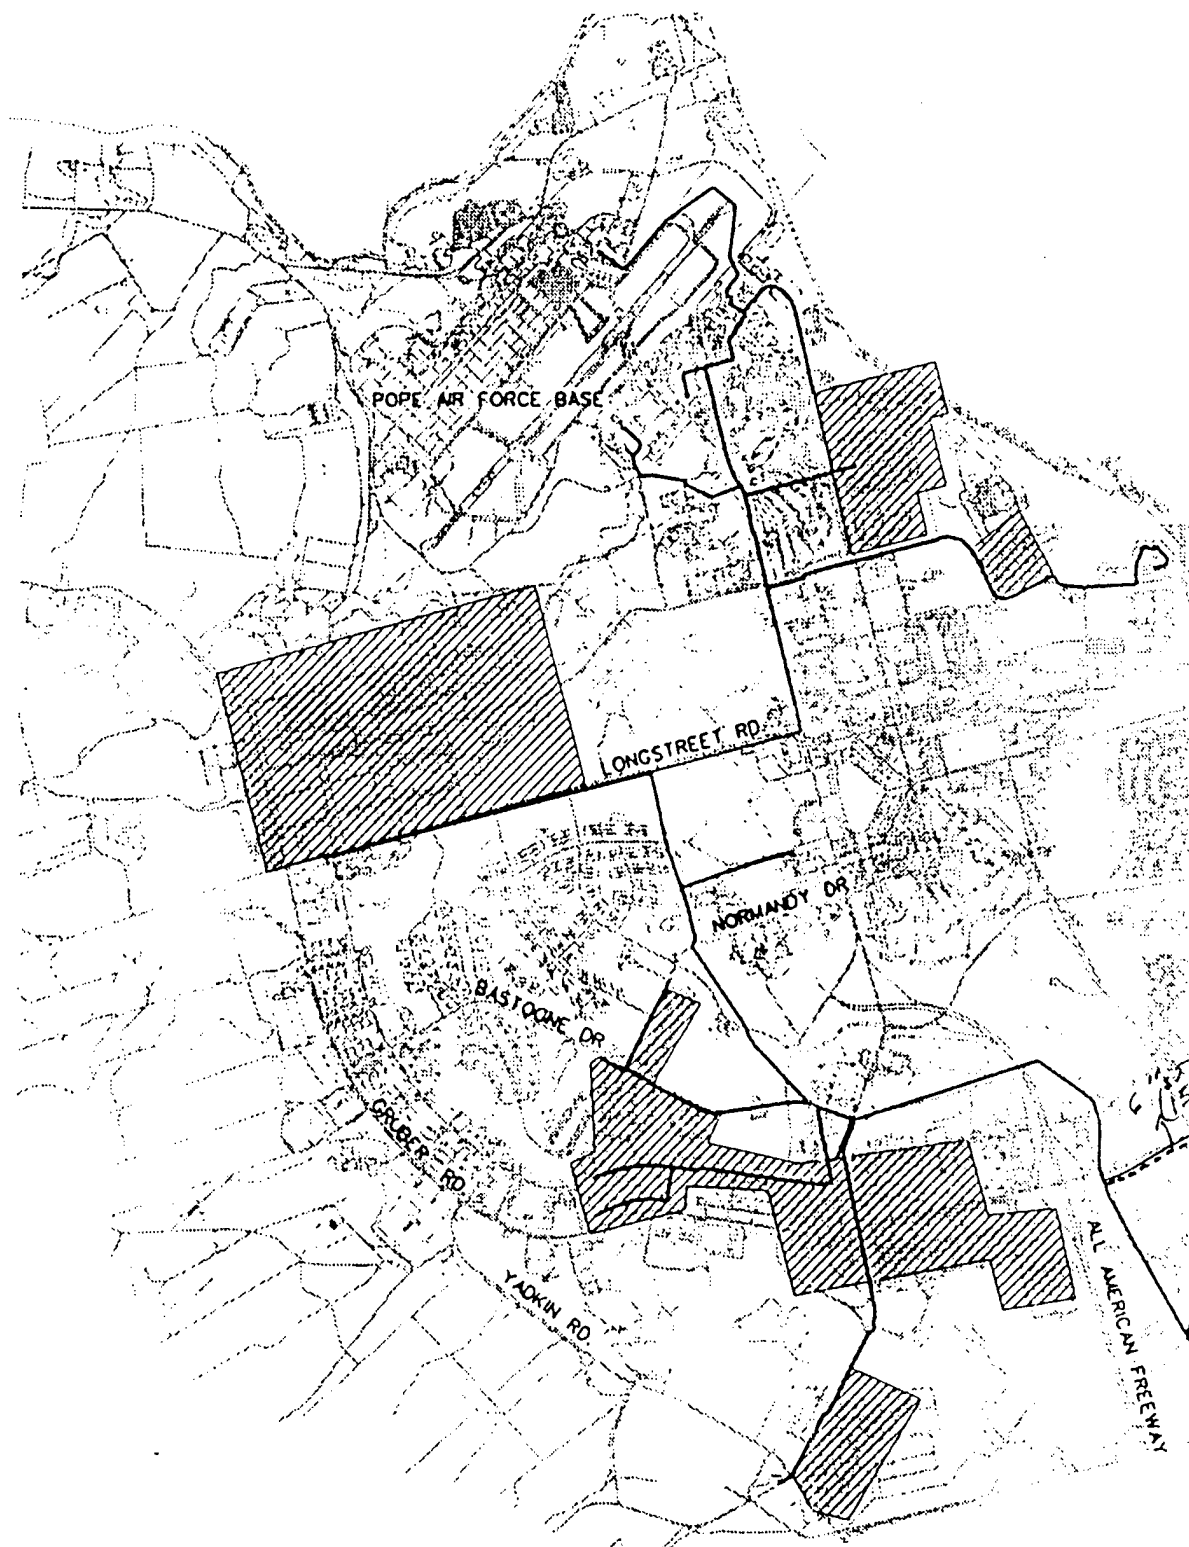 POPE AIR FORCE BASE
LONGSTREET RD.
NORMANDY DR
BASTOGNE DR
GRUBER RD
YADKIN RD.
ALL AMERICAN FREEWAY